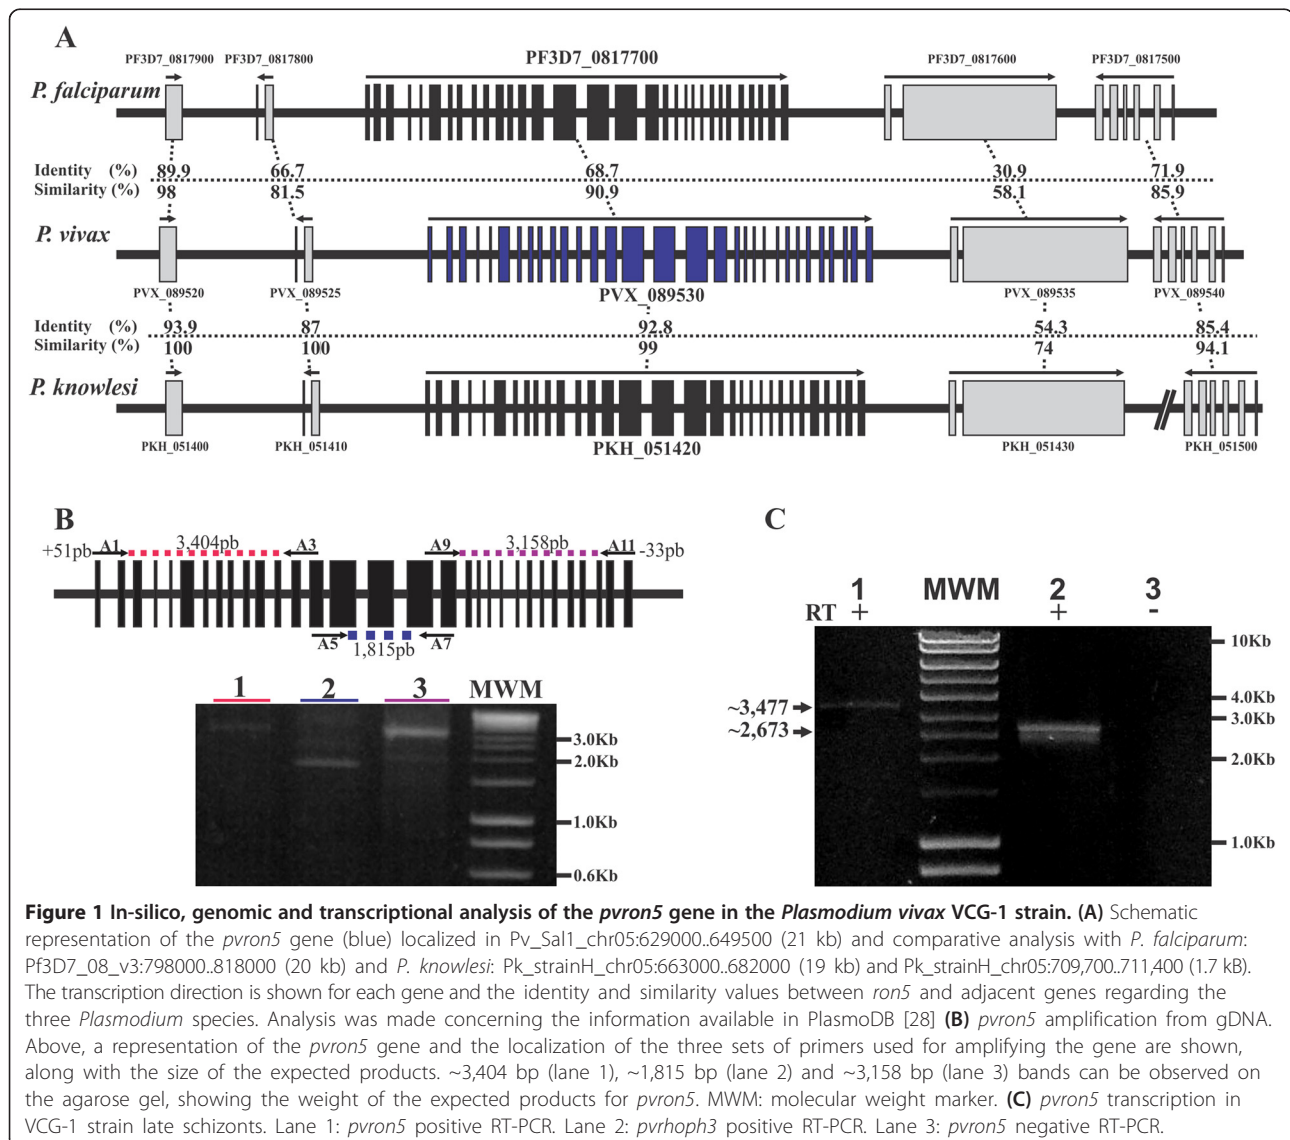 A
PF3D7_0817900 PF3D7_0817800 PF3D7_0817700 PF3D7_0817600 PF3D7_0817500
P. falciparum
Identity (%) 89.9 66.7 68.7 30.9 71.9
Similarity (%) 98 81.5 90.9 58.1 85.9
P. vivax
PVX_089520 PVX_089525 PVX_089530 PVX_089535 PVX_089540
Identity (%) 93.9 87 92.8 54.3 85.4
Similarity (%) 100 100 99 74 94.1
P. knowlesi
PKH_051400 PKH_051410 PKH_051420 PKH_051430 PKH_051500
B
+51pb A1 3,404pb A3 A9 3,158pb A11 -33pb
A5 1,815pb A7
1 2 3 MWM
3.0Kb
2.0Kb
1.0Kb
0.6Kb
C
1 MWM 2 3
RT + + -
10Kb
4.0Kb
~3,477
3.0Kb
~2,673
2.0Kb
1.0Kb
Figure 1 In-silico, genomic and transcriptional analysis of the pvron5 gene in the Plasmodium vivax VCG-1 strain. (A) Schematic
representation of the pvron5 gene (blue) localized in Pv_Sal1_chr05:629000..649500 (21 kb) and comparative analysis with P. falciparum:
Pf3D7_08_v3:798000..818000 (20 kb) and P. knowlesi: Pk_strainH_chr05:663000..682000 (19 kb) and Pk_strainH_chr05:709,700..711,400 (1.7 kB).
The transcription direction is shown for each gene and the identity and similarity values between ron5 and adjacent genes regarding the
three Plasmodium species. Analysis was made concerning the information available in PlasmoDB [28] (B) pvron5 amplification from gDNA.
Above, a representation of the pvron5 gene and the localization of the three sets of primers used for amplifying the gene are shown,
along with the size of the expected products. ~3,404 bp (lane 1), ~1,815 bp (lane 2) and ~3,158 bp (lane 3) bands can be observed on
the agarose gel, showing the weight of the expected products for pvron5. MWM: molecular weight marker. (C) pvron5 transcription in
VCG-1 strain late schizonts. Lane 1: pvron5 positive RT-PCR. Lane 2: pvrhoph3 positive RT-PCR. Lane 3: pvron5 negative RT-PCR.